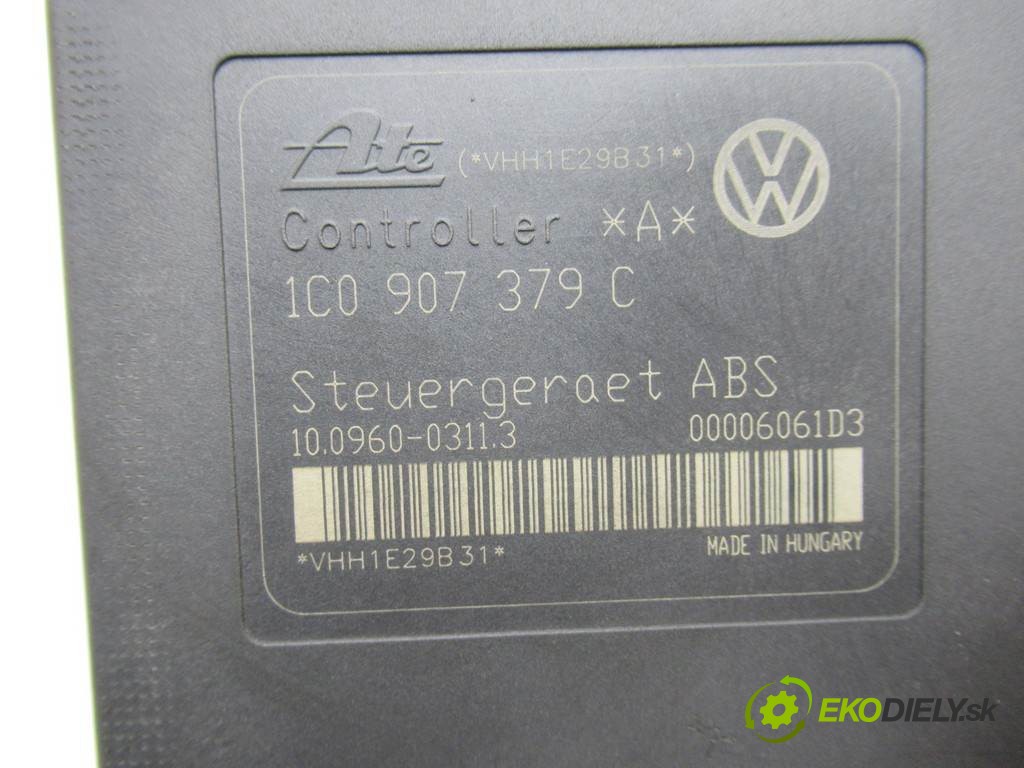 Ate (*VHH1E29B31*)
Controller *A*
1C0 907 379 C
Steuergeraet ABS
10.0960-0311.3 00006061D3
*VHH1E29B31* MADE IN HUNGARY
EKODIELY.sk